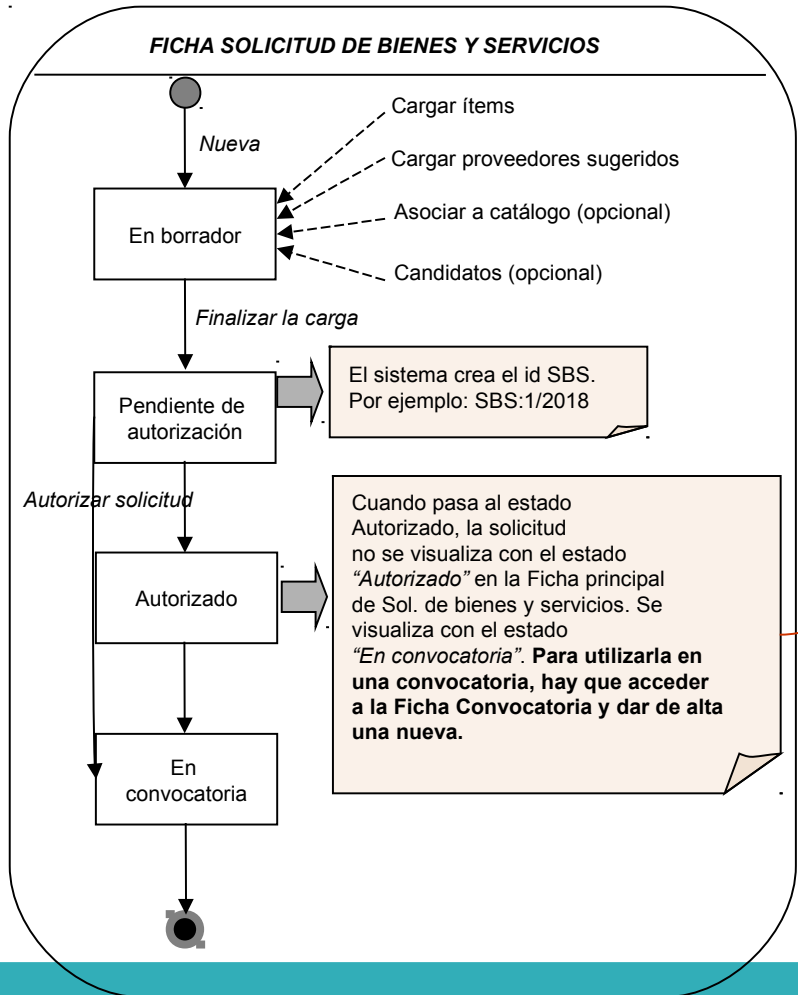 FICHA SOLICITUD DE BIENES Y SERVICIOS
Nueva
Cargar ítems
Cargar proveedores sugeridos
Asociar a catálogo (opcional)
Candidatos (opcional)
En borrador
Finalizar la carga
Pendiente de
autorización
El sistema crea el id SBS.
Por ejemplo: SBS:1/2018
Autorizar solicitud
Autorizado
Cuando pasa al estado
Autorizado, la solicitud
no se visualiza con el estado
“Autorizado” en la Ficha principal
de Sol. de bienes y servicios. Se
visualiza con el estado
“En convocatoria”. Para utilizarla en
una convocatoria, hay que acceder
a la Ficha Convocatoria y dar de alta
una nueva.
En
convocatoria